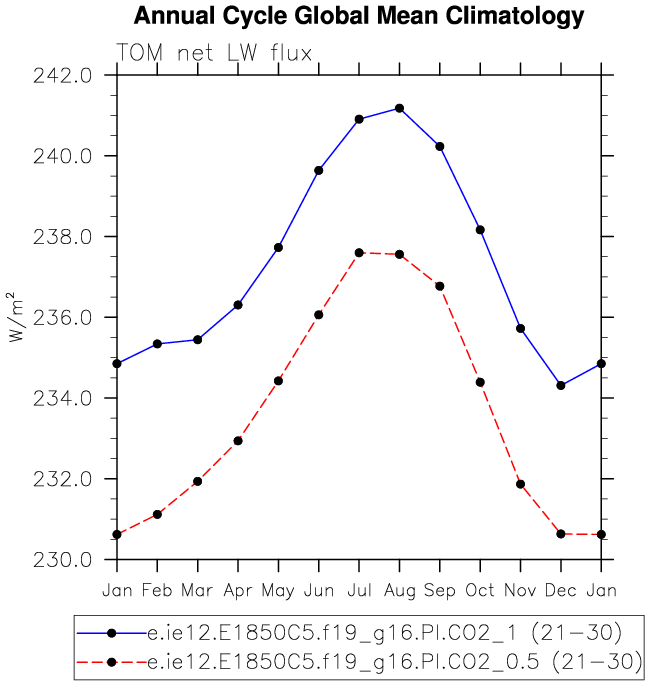 Annual Cycle Global Mean Climatology
TOM net LW flux
242.0
240.0
238.0
236.0
234.0
232.0
230.0
W/m²
Jan Feb Mar Apr May Jun Jul Aug Sep Oct Nov Dec Jan
e.ie12.E1850C5.f19_g16.PI.CO2_1 (21-30)
e.ie12.E1850C5.f19_g16.PI.CO2_0.5 (21-30)